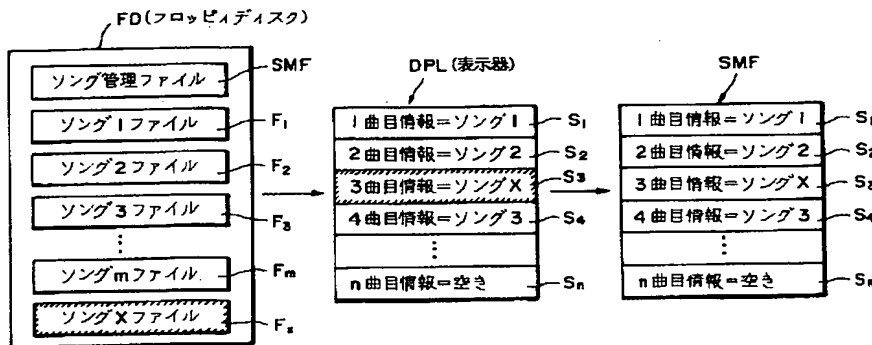 FD(フロッピィディスク)
ソング管理ファイル
SMF
ソング1ファイル
F1
ソング2ファイル
F2
ソング3ファイル
F3
⋮
ソングmファイル
Fm
ソングXファイル
Fx
DPL(表示器)
1曲目情報=ソング1
S1
2曲目情報=ソング2
S2
3曲目情報=ソングX
S3
4曲目情報=ソング3
S4
⋮
n曲目情報=空き
Sn
SMF
1曲目情報=ソング1
S1
2曲目情報=ソング2
S2
3曲目情報=ソングX
S3
4曲目情報=ソング3
S4
⋮
n曲目情報=空き
Sn